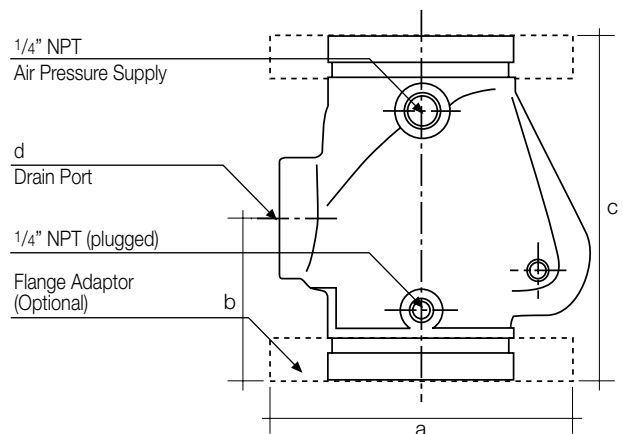 1/4” NPT
Air Pressure Supply
d
Drain Port
1/4” NPT (plugged)
Flange Adaptor
(Optional)
b
c
a